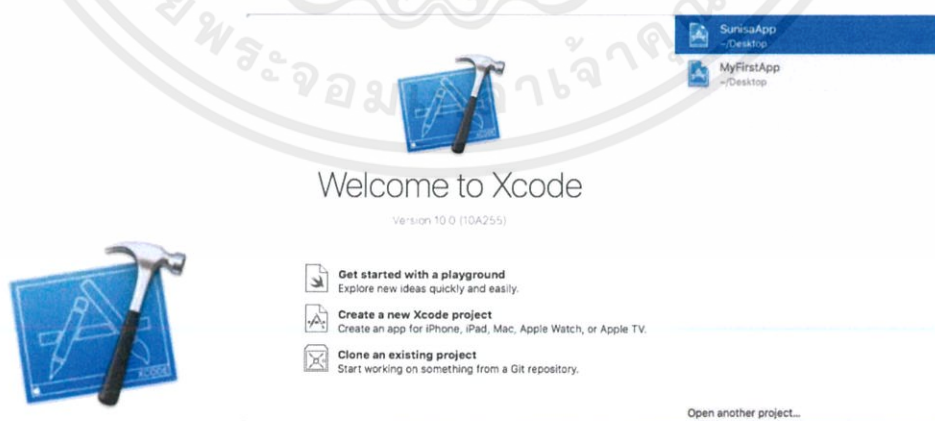 SunisaApp
~/Desktop
MyFirstApp
~/Desktop
XCODE
Welcome to Xcode
Version 10.0 (10A255)
Get started with a playground
Explore new ideas quickly and easily.
Create a new Xcode project
Create an app for iPhone, iPad, Mac, Apple Watch, or Apple TV.
Clone an existing project
Start working on something from a Git repository.
XCODE
Open another project...